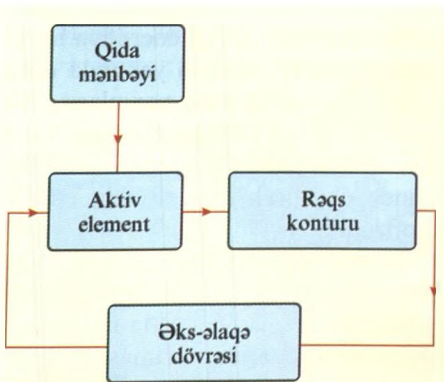 Qida
mənbəyi
Aktiv
element
Rəqs
konturu
Əks-əlaqə
dövrəsi